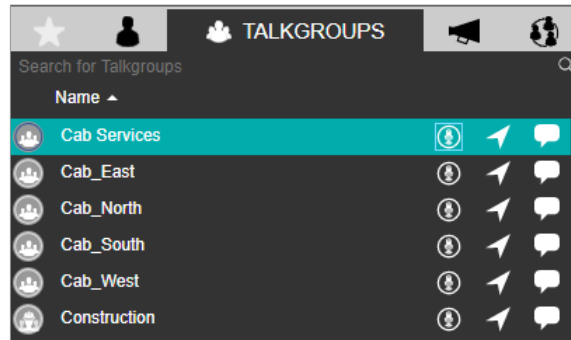 TALKGROUPS
Search for Talkgroups
Name
Cab Services
Cab_East
Cab_North
Cab_South
Cab_West
Construction